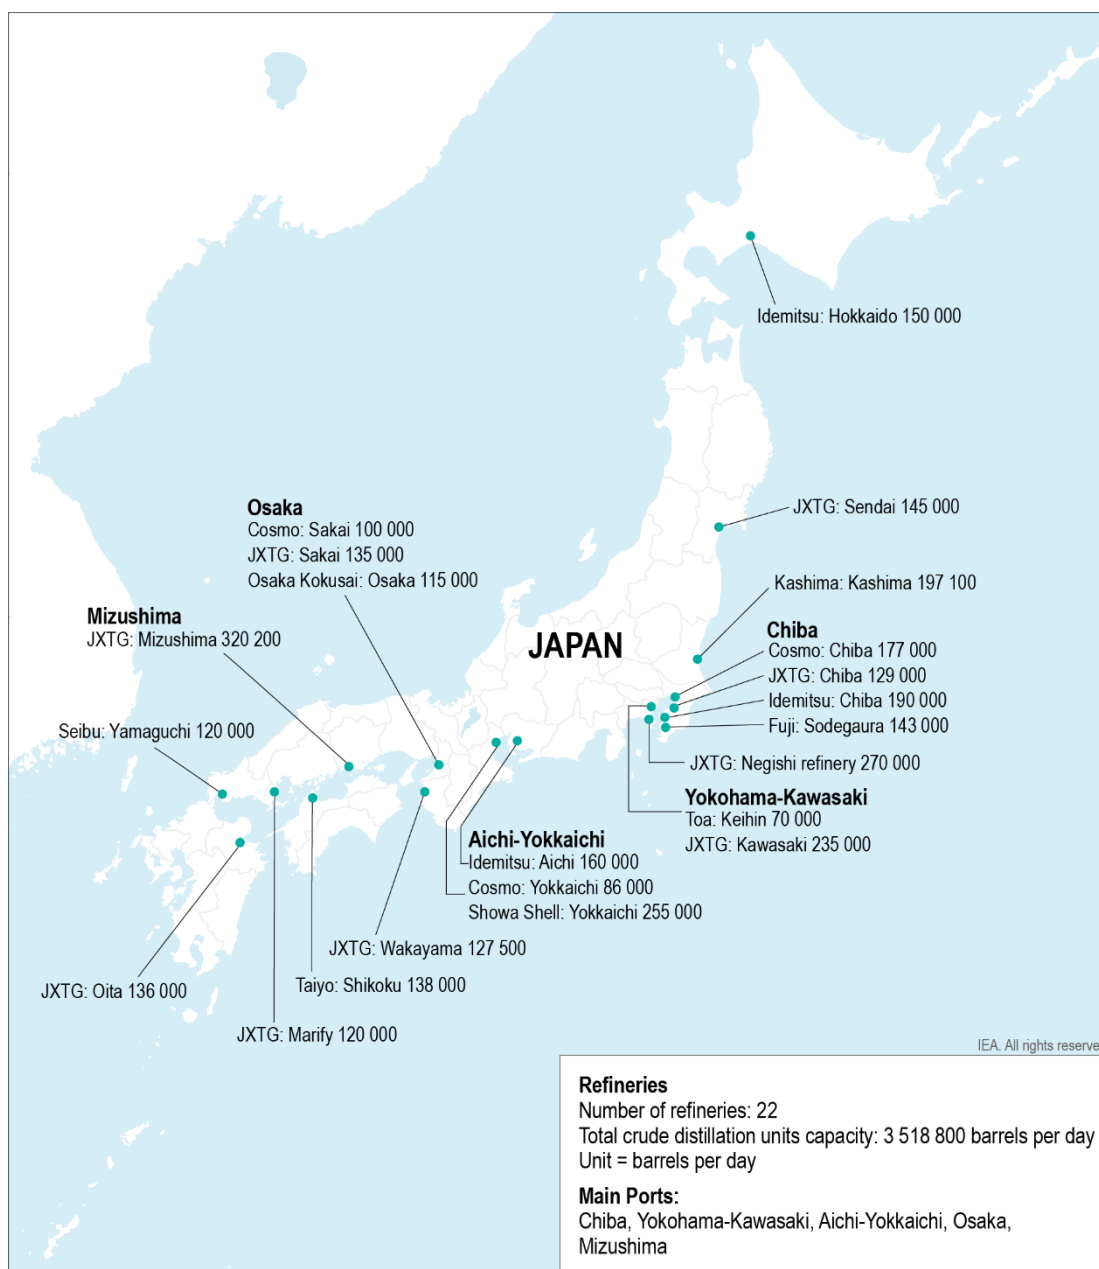 Idemitsu: Hokkaido 150 000
JXTG: Sendai 145 000
Osaka
Cosmo: Sakai 100 000
JXTG: Sakai 135 000
Osaka Kokusai: Osaka 115 000
Kashima: Kashima 197 100
Mizushima
JXTG: Mizushima 320 200
JAPAN
Chiba
Cosmo: Chiba 177 000
JXTG: Chiba 129 000
Idemitsu: Chiba 190 000
Fuji: Sodegaura 143 000
Seibu: Yamaguchi 120 000
JXTG: Negishi refinery 270 000
Yokohama-Kawasaki
Toa: Keihin 70 000
JXTG: Kawasaki 235 000
Aichi-Yokkaichi
Idemitsu: Aichi 160 000
Cosmo: Yokkaichi 86 000
Showa Shell: Yokkaichi 255 000
JXTG: Wakayama 127 500
Taiyo: Shikoku 138 000
JXTG: Oita 136 000
JXTG: Marify 120 000
IEA. All rights reserve
Refineries
Number of refineries: 22
Total crude distillation units capacity: 3 518 800 barrels per day
Unit = barrels per day
Main Ports:
Chiba, Yokohama-Kawasaki, Aichi-Yokkaichi, Osaka,
Mizushima